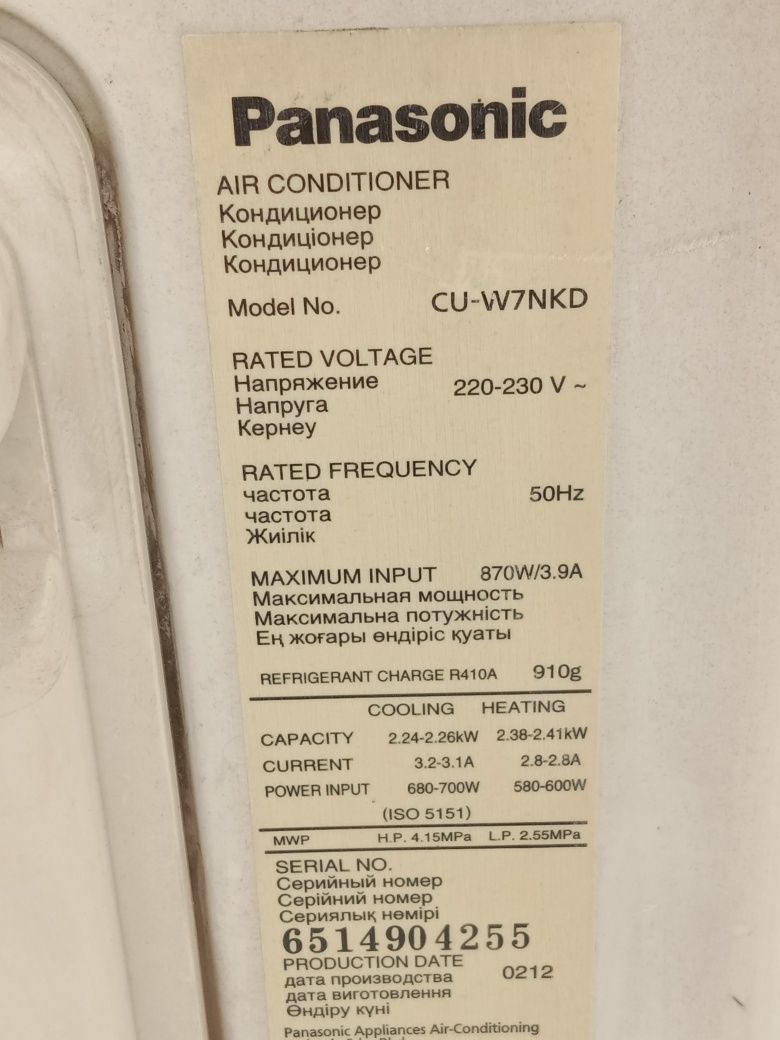 Panasonic
AIR CONDITIONER
Кондиционер
Кондиціонер
Кондиционер
Model No. CU-W7NKD
RATED VOLTAGE
Напряжение 220-230 V ~
Напруга
Кернеу
RATED FREQUENCY
частота 50Hz
частота
Жиілік
MAXIMUM INPUT 870W/3.9A
Максимальная мощность
Максимальна потужність
Ең жоғары өндіріс қуаты
REFRIGERANT CHARGE R410A 910g
COOLING HEATING
CAPACITY 2.24-2.26kW 2.38-2.41kW
CURRENT 3.2-3.1A 2.8-2.8A
POWER INPUT 680-700W 580-600W
(ISO 5151)
MWP H.P. 4.15MPa L.P. 2.55MPa
SERIAL NO.
Серийный номер
Серійний номер
Сериялық нөмірі
6514904255
PRODUCTION DATE
дата производства 0212
дата виготовлення
Өндіру күні
Panasonic Appliances Air-Conditioning